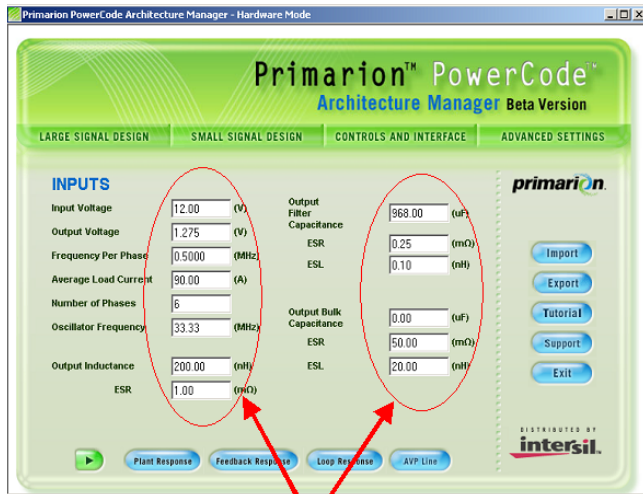 Primarion PowerCode Architecture Manager - Hardware Mode
Primarion™ PowerCode™
Architecture Manager Beta Version
LARGE SIGNAL DESIGN SMALL SIGNAL DESIGN CONTROLS AND INTERFACE ADVANCED SETTINGS
INPUTS
Input Voltage 12.00 (V)
Output Voltage 1.275 (V)
Frequency Per Phase 0.5000 (MHz)
Average Load Current 90.00 (A)
Number of Phases 6
Oscillator Frequency 33.33 (MHz)
Output Inductance 200.00 (nH)
ESR 1.00 (mΩ)
Output
Filter
Capacitance 968.00 (uF)
ESR 0.25 (mΩ)
ESL 0.10 (nH)
Output Bulk
Capacitance 0.00 (uF)
ESR 50.00 (mΩ)
ESL 20.00 (nH)
primarion.
Import
Export
Tutorial
Support
Exit
DISTRIBUTED BY
intersil.
Plant Response Feedback Response Loop Response AVP Line